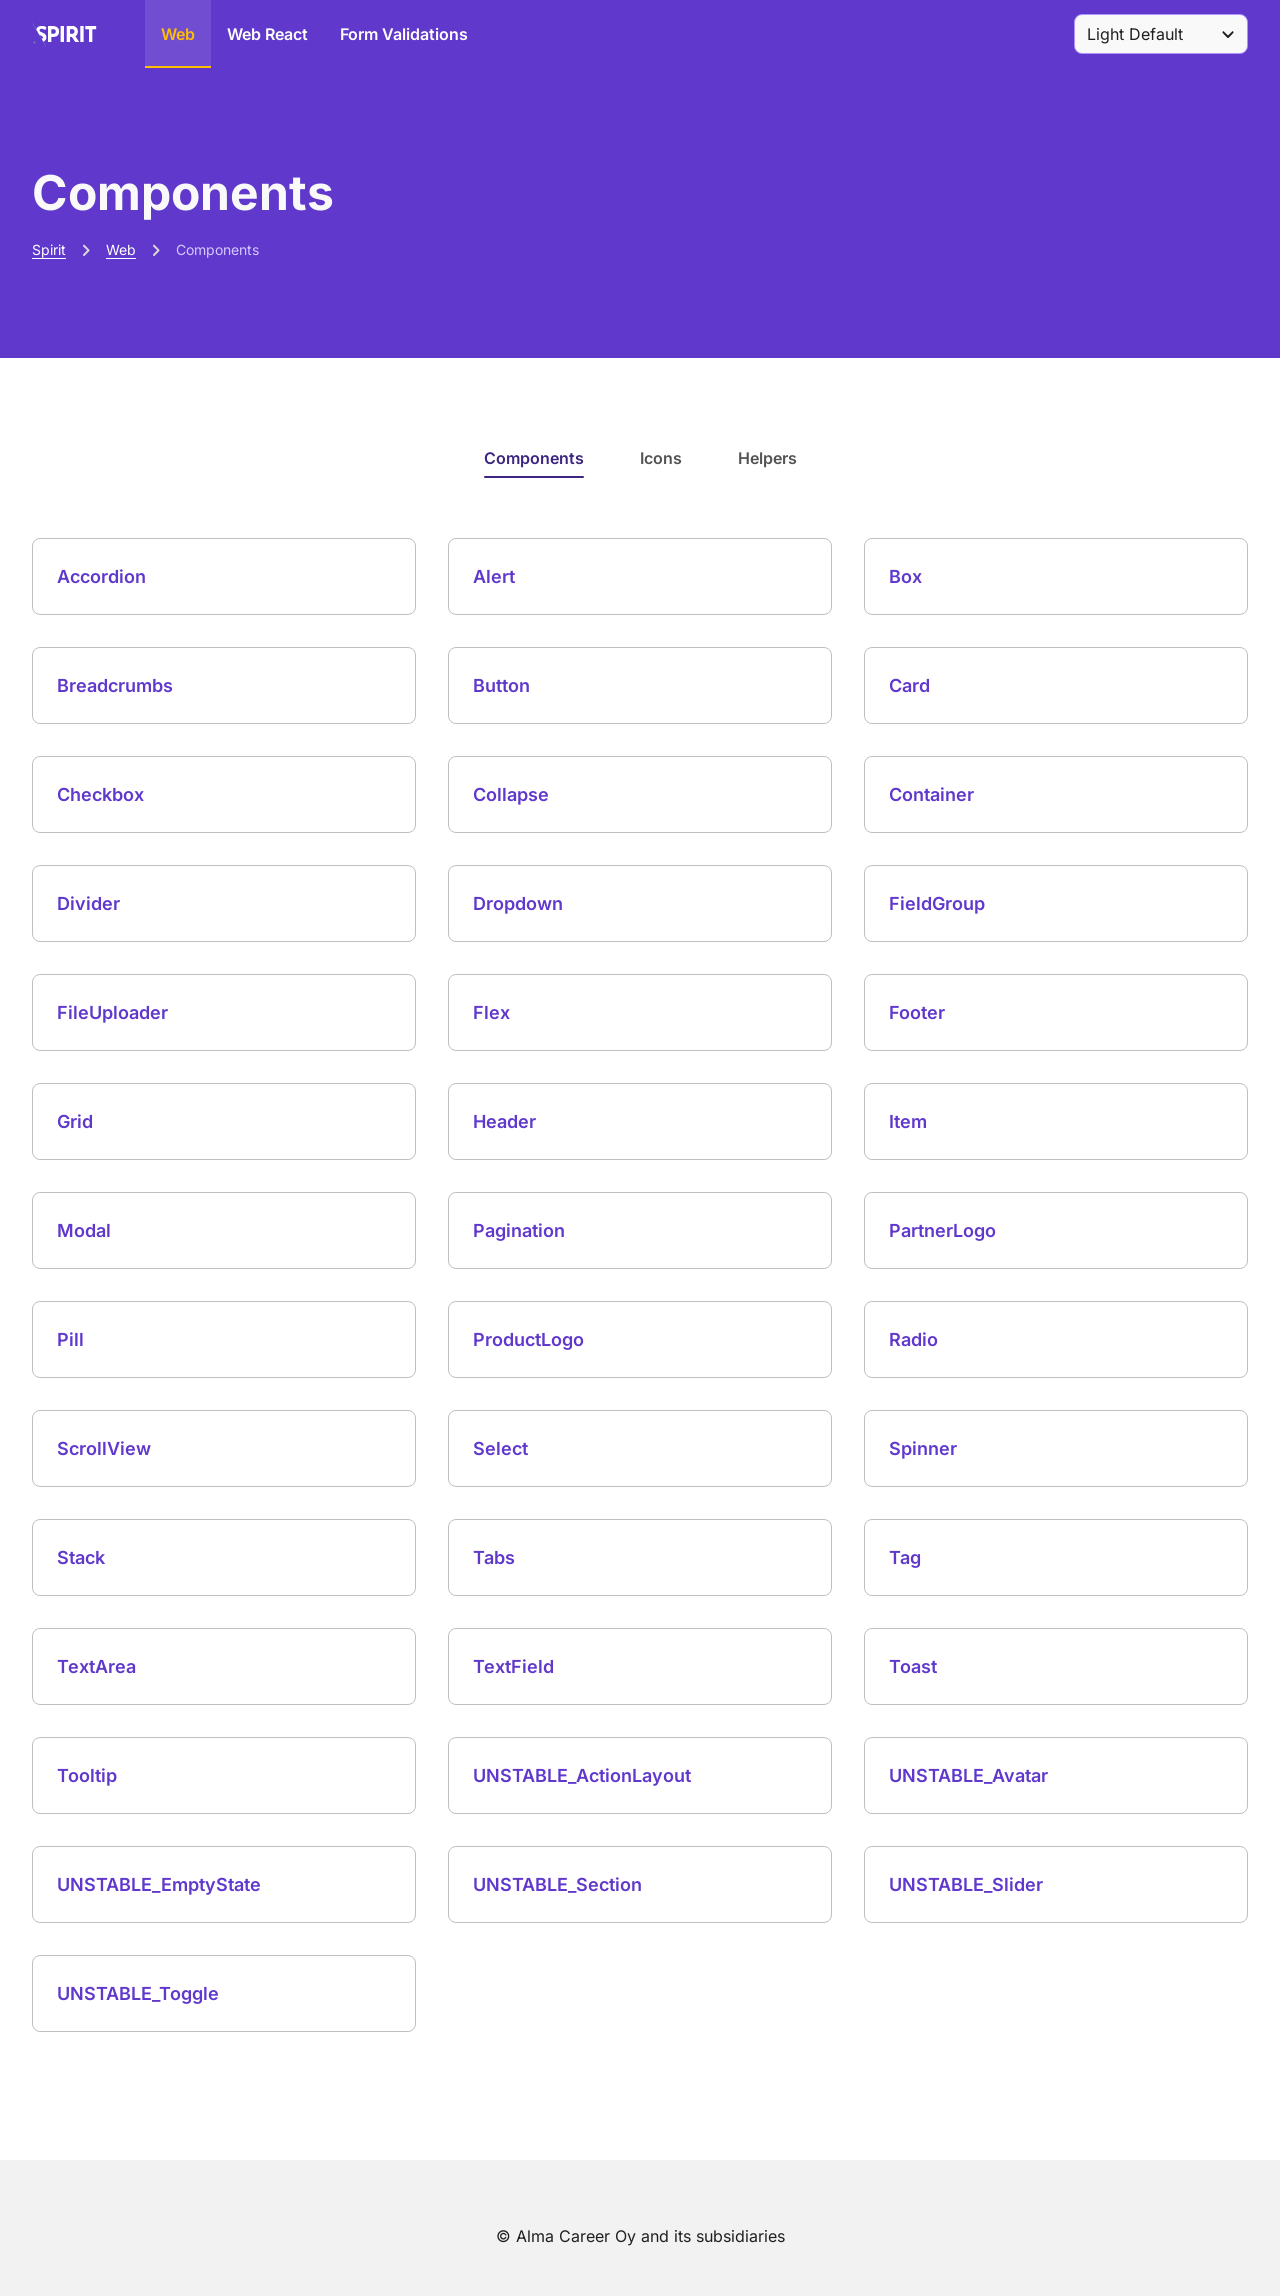 SPIRIT
Web
Web React
Form Validations
Light Default
Components
Spirit
Web
Components
Components
Icons
Helpers
Accordion
Alert
Box
Breadcrumbs
Button
Card
Checkbox
Collapse
Container
Divider
Dropdown
FieldGroup
FileUploader
Flex
Footer
Grid
Header
Item
Modal
Pagination
PartnerLogo
Pill
ProductLogo
Radio
ScrollView
Select
Spinner
Stack
Tabs
Tag
TextArea
TextField
Toast
Tooltip
UNSTABLE_ActionLayout
UNSTABLE_Avatar
UNSTABLE_EmptyState
UNSTABLE_Section
UNSTABLE_Slider
UNSTABLE_Toggle
© Alma Career Oy and its subsidiaries